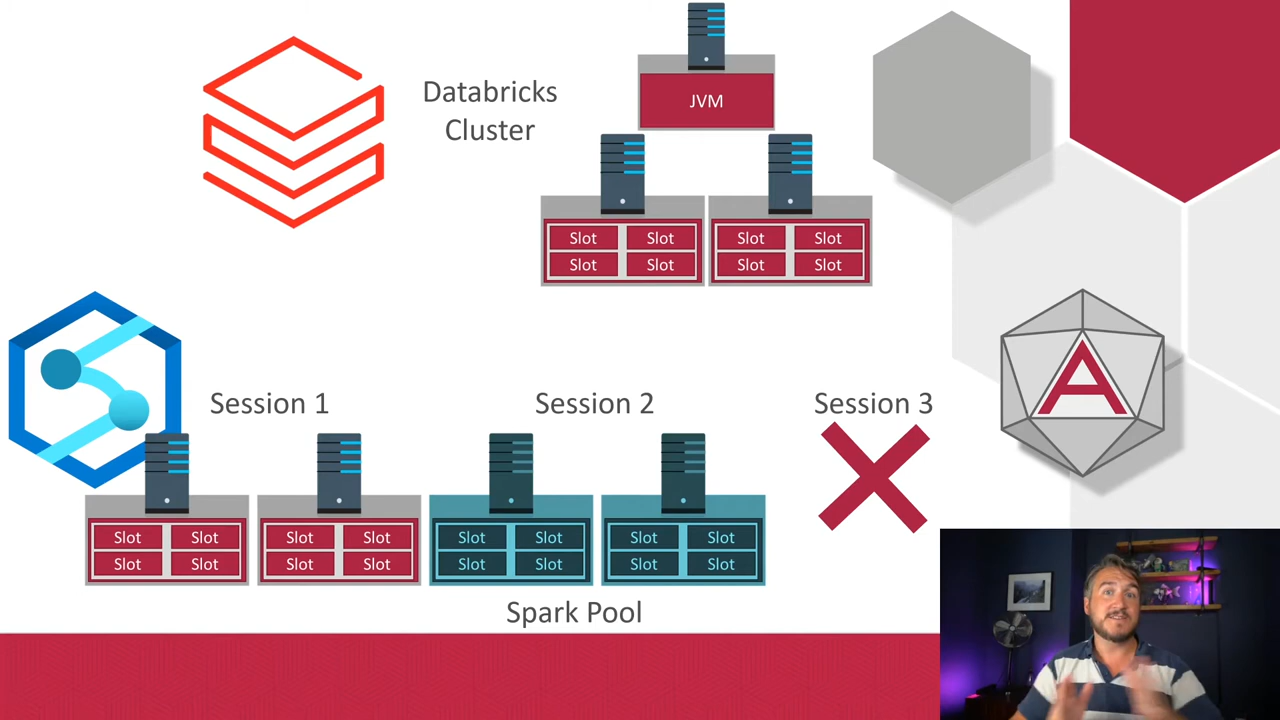 Databricks
Cluster
JVM
Slot Slot Slot Slot
Slot Slot Slot Slot
Session 1 Session 2 Session 3
A
Slot Slot Slot Slot Slot Slot Slot Slot
Slot Slot Slot Slot Slot Slot Slot Slot
Spark Pool